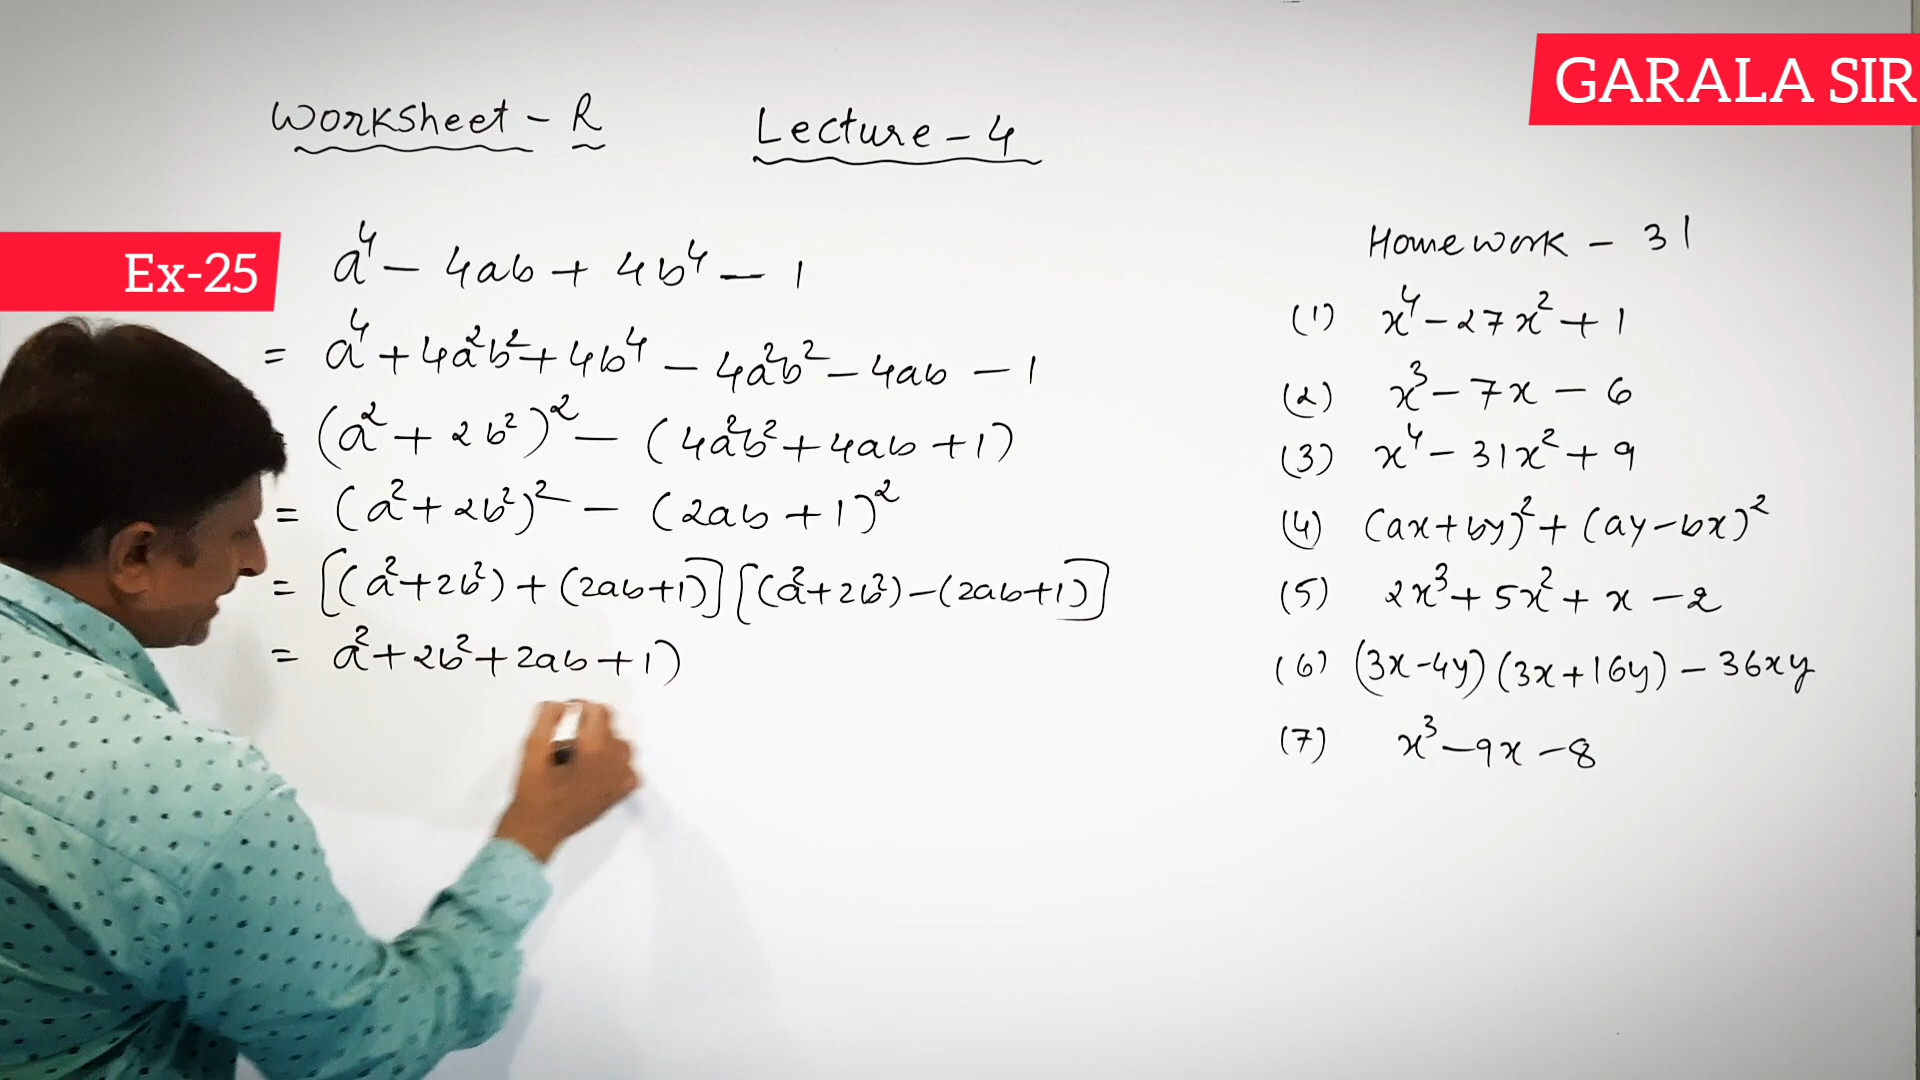 GARALA SIR
Worksheet - R
Lecture - 4
Ex-25
a⁴ - 4ab + 4b⁴ - 1
= a⁴ + 4a²b² + 4b⁴ - 4a²b² - 4ab - 1
(a² + 2b²)² - (4a²b² + 4ab + 1)
= (a² + 2b²)² - (2ab + 1)²
= [(a² + 2b²) + (2ab + 1)] [(a² + 2b²) - (2ab + 1)]
= a² + 2b² + 2ab + 1)
Homework - 31
(1) x⁴ - 27x² + 1
(2) x³ - 7x - 6
(3) x⁴ - 31x² + 9
(4) (ax + by)² + (ay - bx)²
(5) 2x³ + 5x² + x - 2
(6) (3x - 4y) (3x + 16y) - 36xy
(7) x³ - 9x - 8